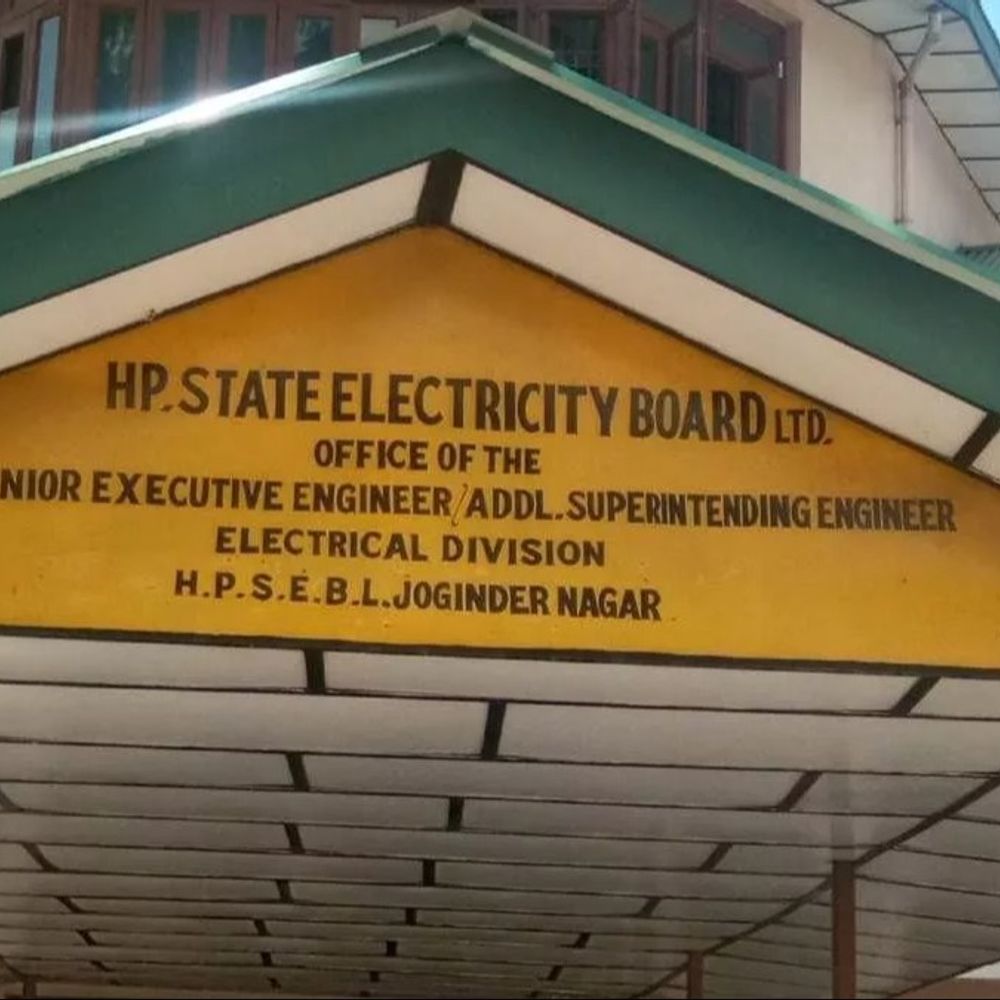 HP. STATE ELECTRICITY BOARD LTD.
OFFICE OF THE
NIOR EXECUTIVE ENGINEER/ADDL. SUPERINTENDING ENGINEER
ELECTRICAL DIVISION
H.P.S.E.B.L. JOGINDER NAGAR